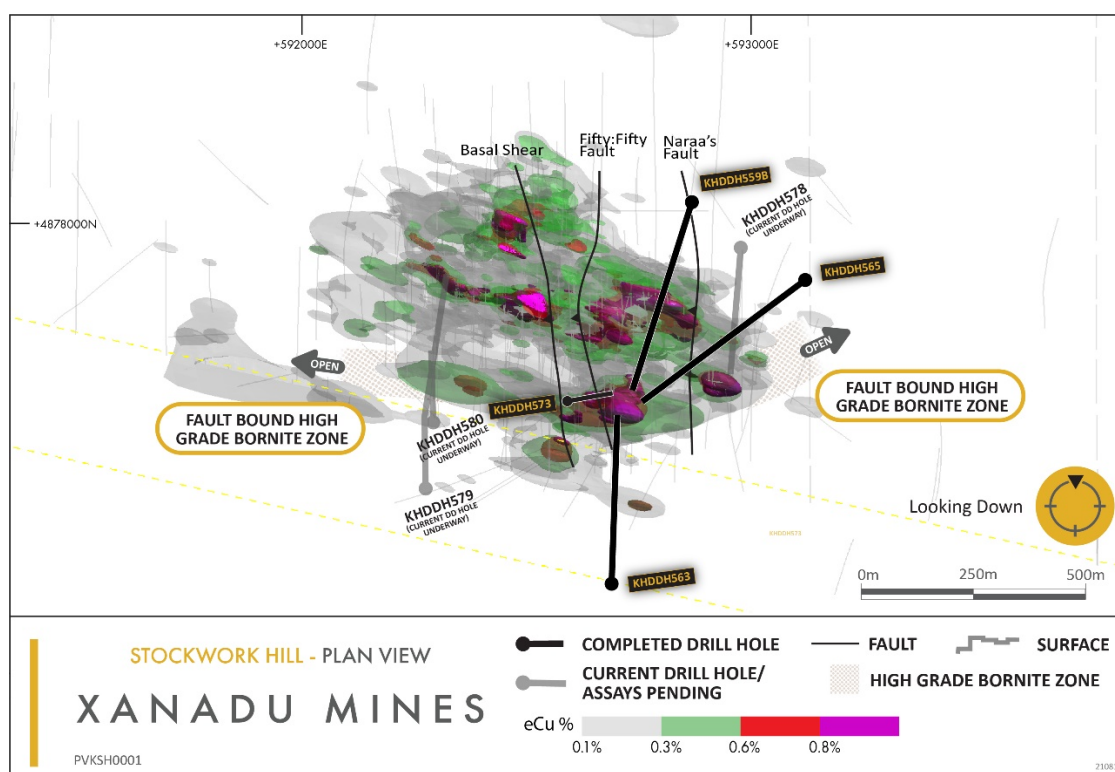 +592000E
+593000E
Basal Shear
Fifty:Fifty
Fault
Naraa's
Fault
KHDDH559B
KHDDH578
(CURRENT DD HOLE
UNDERWAY)
+4878000N
KHDDH565
OPEN
OPEN
FAULT BOUND HIGH
GRADE BORNITE ZONE
FAULT BOUND HIGH
GRADE BORNITE ZONE
KHDDH573
KHDDH580
(CURRENT DD HOLE
UNDERWAY)
KHDDH579
(CURRENT DD HOLE
UNDERWAY)
Looking Down
KHDDH573
KHDDH563
0m 250m 500m
STOCKWORK HILL - PLAN VIEW
XANADU MINES
PVKSH0001
COMPLETED DRILL HOLE
FAULT
SURFACE
CURRENT DRILL HOLE/
ASSAYS PENDING
HIGH GRADE BORNITE ZONE
eCu %
0.1% 0.3% 0.6% 0.8%